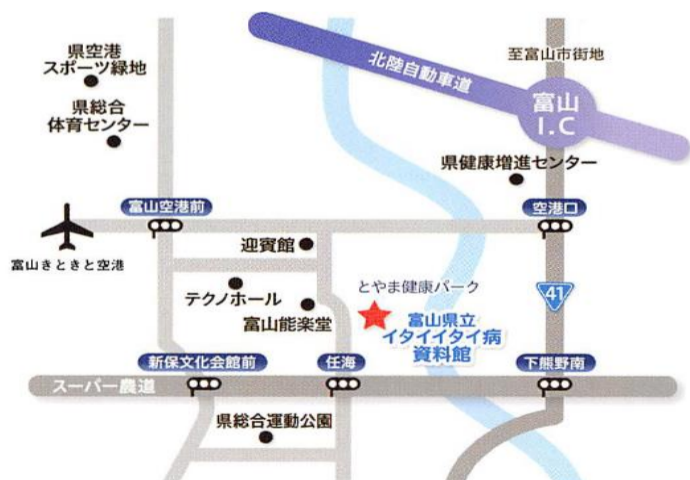 県空港
スポーツ緑地
県総合
体育センター
北陸自動車道
至富山市街地
富山
I.C
県健康増進センター
富山空港前
空港口
富山きときと空港
迎賓館
テクノホール
富山能楽堂
とやま健康パーク
富山県立
イタイイタイ病
資料館
41
新保文化会館前
任海
下熊野南
スーパー農道
県総合運動公園